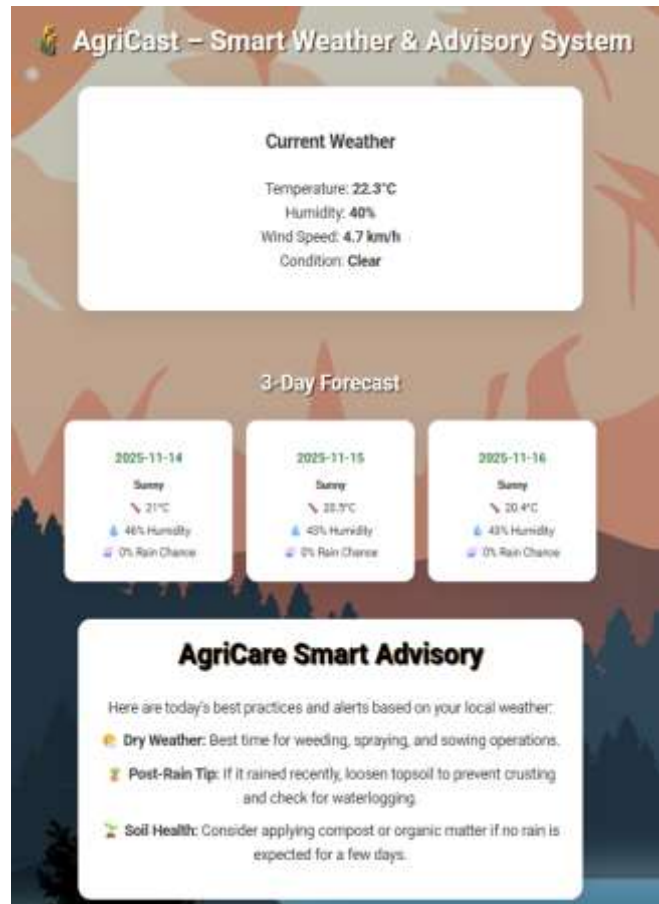 AgriCast – Smart Weather & Advisory System
Current Weather
Temperature: 22.3°C
Humidity: 40%
Wind Speed: 4.7 km/h
Condition: Clear
3-Day Forecast
2025-11-14
Sunny
21°C
46% Humidity
0% Rain Chance
2025-11-15
Sunny
Humidity
0% Rain Chance
2025-11-16
Sunny
20.4°C
Humidity
0% Rain Chance
AgriCare Smart Advisory
Here are today's best practices and alerts based on your local weather:
Dry Weather: Best time for weeding, spraying, and sowing operations.
Post-Rain Tip: If it rained recently, loosen topsoil to prevent crusting
and check for waterlogging.
Soil Health: Consider applying compost or organic matter if no rain is
expected for a few days.